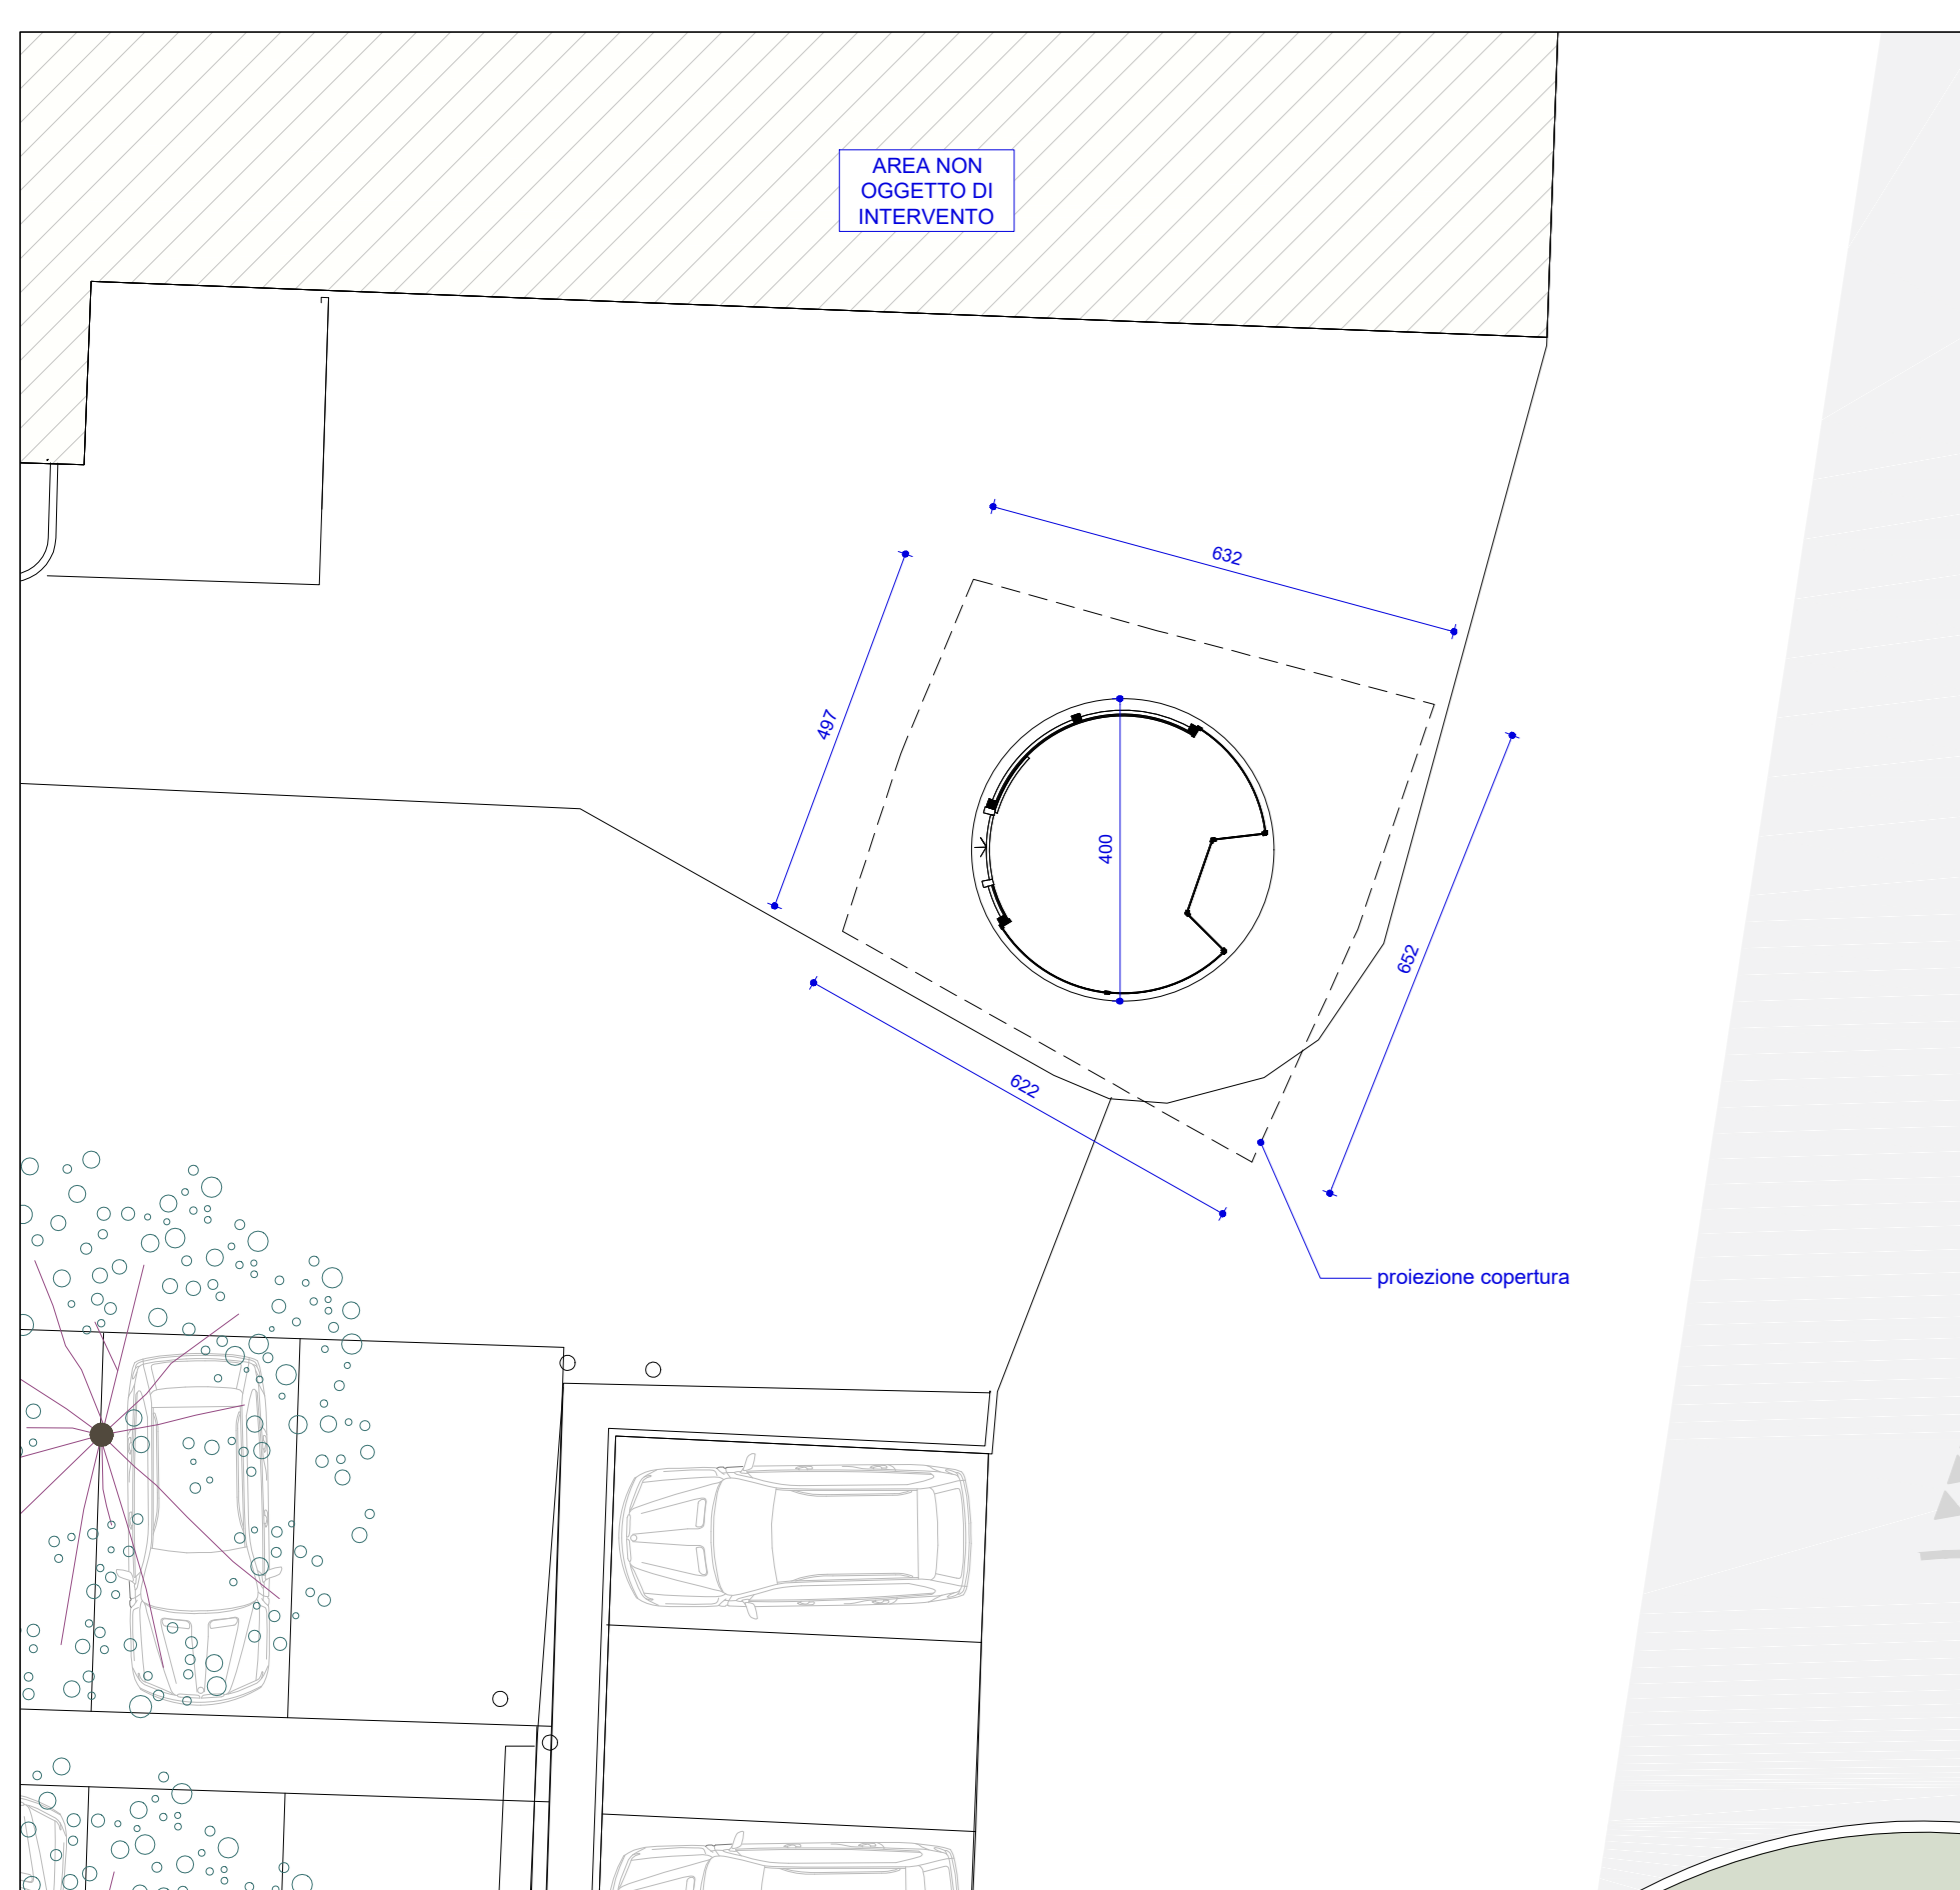 AREA NON
OGGETTO DI
INTERVENTO
632
497
400
652
622
proiezione copertura